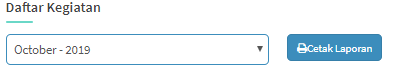 Daftar Kegiatan
October - 2019
Cetak Laporan